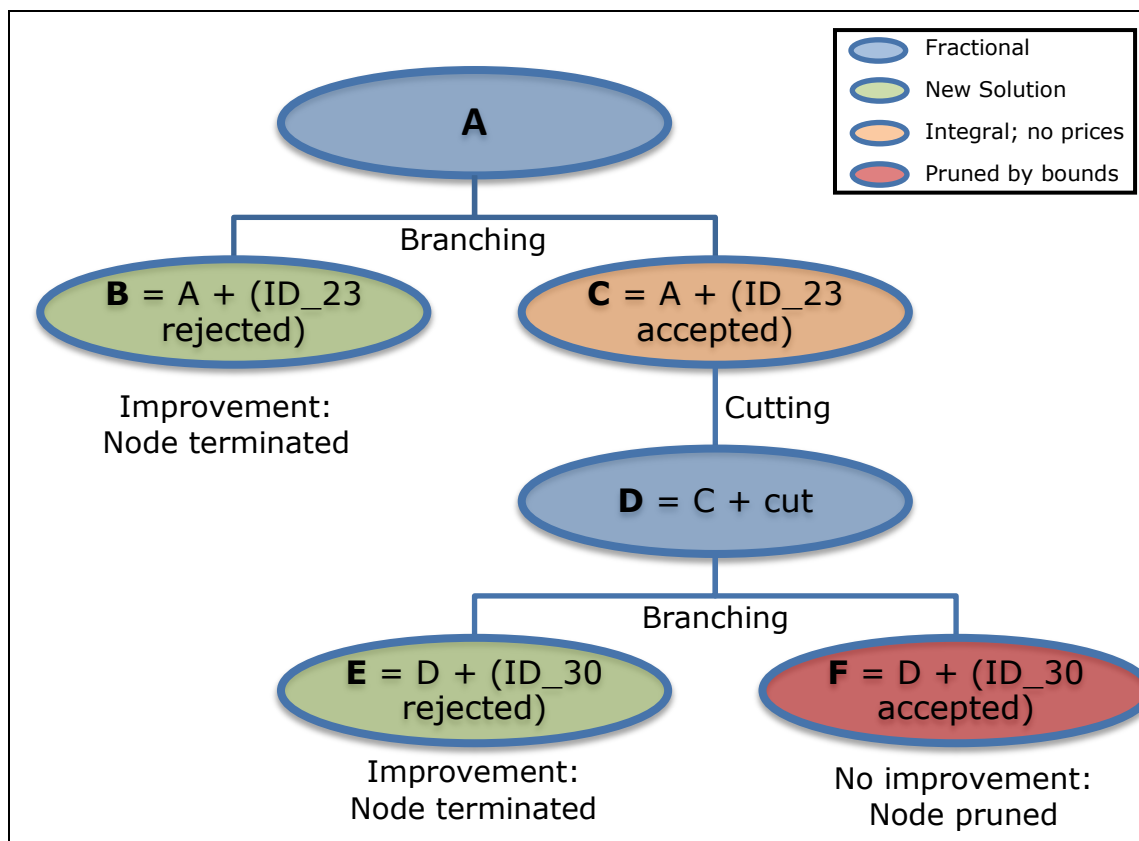 Fractional
New Solution
Integral; no prices
Pruned by bounds
A
Branching
B = A + (ID_23
rejected)
C = A + (ID_23
accepted)
Improvement:
Node terminated
Cutting
D = C + cut
Branching
E = D + (ID_30
rejected)
F = D + (ID_30
accepted)
Improvement:
Node terminated
No improvement:
Node pruned